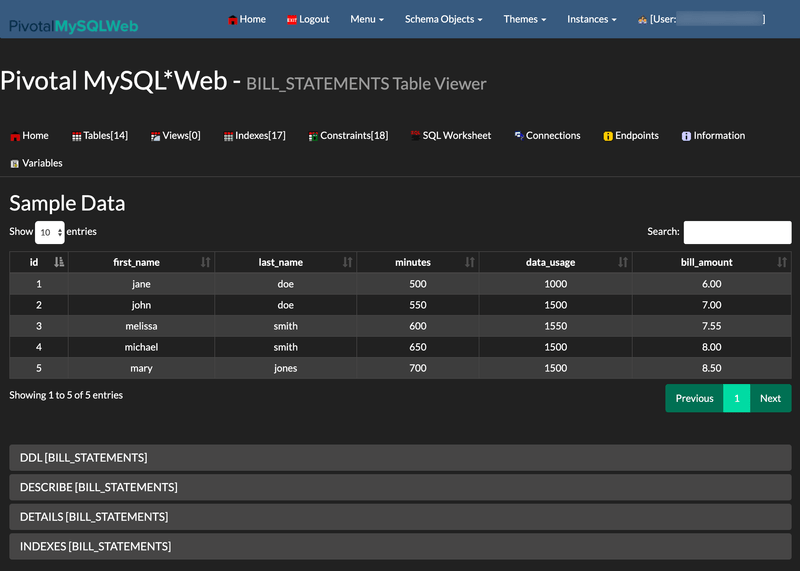 PivotalMySQLWeb Home EXIT Logout Menu Schema Objects Themes Instances [User: ]
Pivotal MySQL*Web - BILL_STATEMENTS Table Viewer
Home Tables[14] Views[0] Indexes[17] Constraints[18] SQL Worksheet Connections Endpoints Information
Variables
Sample Data
Show 10 entries Search:
id first_name last_name minutes data_usage bill_amount
1 jane doe 500 1000 6.00
2 john doe 550 1500 7.00
3 melissa smith 600 1550 7.55
4 michael smith 650 1500 8.00
5 mary jones 700 1500 8.50
Showing 1 to 5 of 5 entries Previous 1 Next
DDL [BILL_STATEMENTS]
DESCRIBE [BILL_STATEMENTS]
DETAILS [BILL_STATEMENTS]
INDEXES [BILL_STATEMENTS]